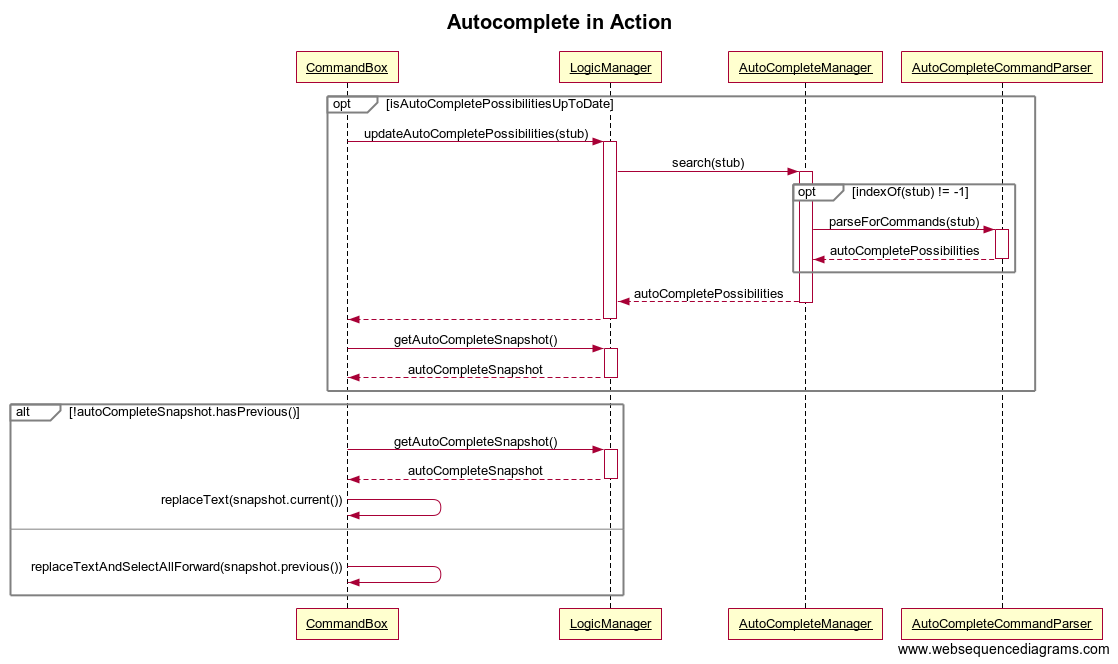 Autocomplete in Action
CommandBox
LogicManager
AutoCompleteManager
AutoCompleteCommandParser
opt
[isAutoCompletePossibilitiesUpToDate]
updateAutoCompletePossibilities(stub)
search(stub)
opt
[indexOf(stub) != -1]
parseForCommands(stub)
autoCompletePossibilities
autoCompletePossibilities
getAutoCompleteSnapshot()
autoCompleteSnapshot
alt
[!autoCompleteSnapshot.hasPrevious()]
getAutoCompleteSnapshot()
autoCompleteSnapshot
replaceText(snapshot.current())
replaceTextAndSelectAllForward(snapshot.previous())
CommandBox
LogicManager
AutoCompleteManager
AutoCompleteCommandParser
www.websequencediagrams.com